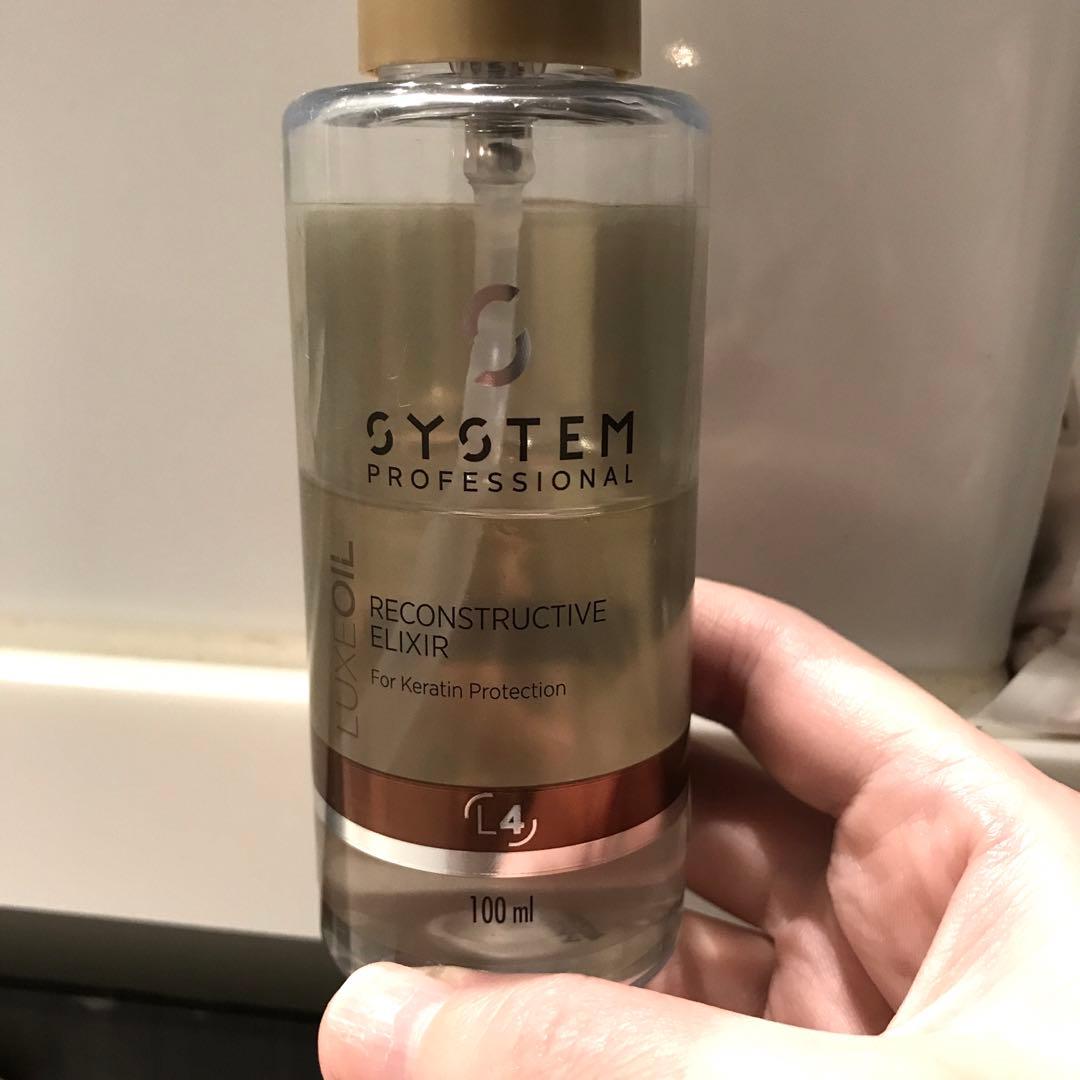 SYSTEM
PROFESSIONAL
LUXEOIL
RECONSTRUCTIVE
ELIXIR
For Keratin Protection
L4
100 ml